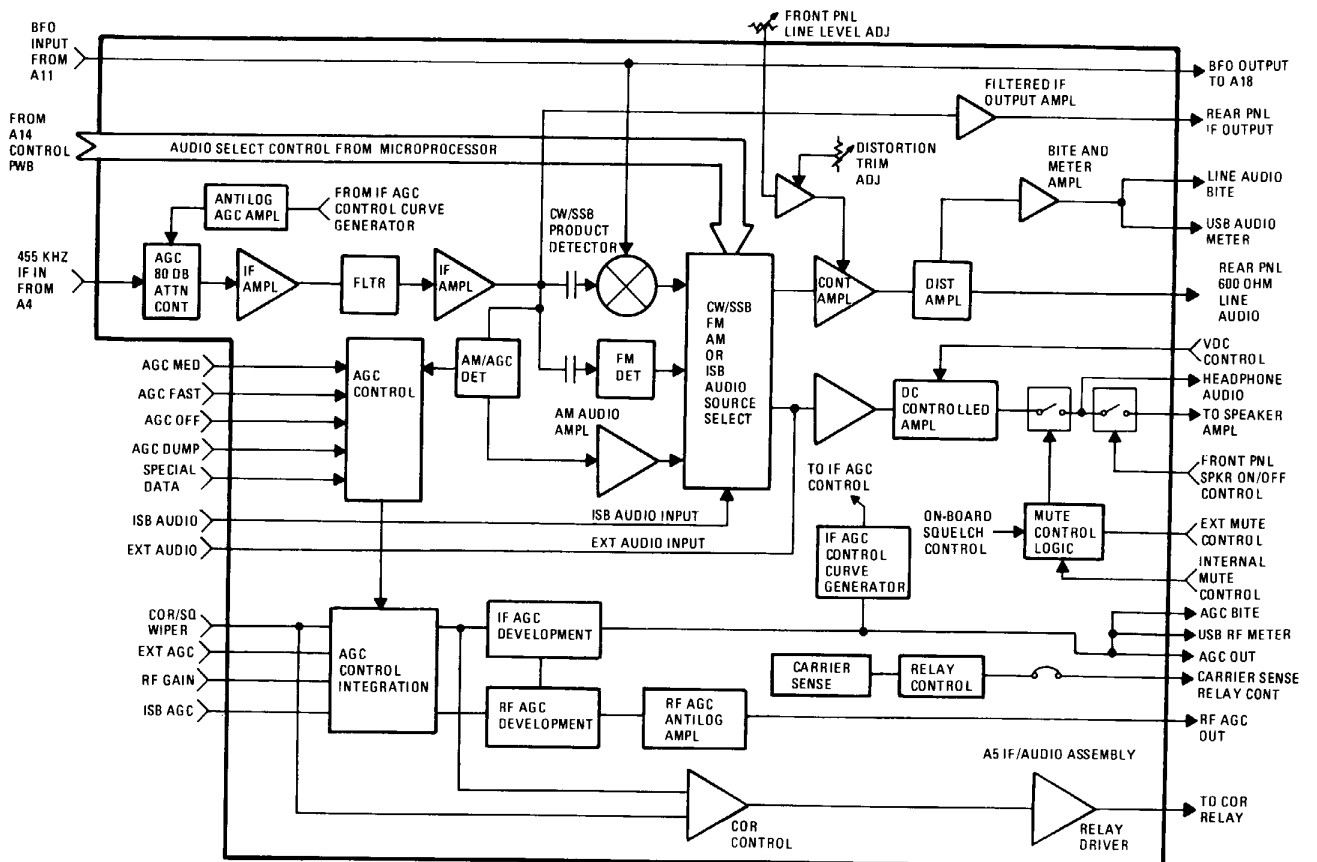 BFO
INPUT
FROM
A11
FRONT PNL
LINE LEVEL ADJ
BFO OUTPUT
TO A18
FILTERED IF
OUTPUT AMPL
REAR PNL
IF OUTPUT
FROM
A14
CONTROL
PWB
AUDIO SELECT CONTROL FROM MICROPROCESSOR
DISTORTION
TRIM
ADJ
BITE AND
METER
AMPL
LINE AUDIO
BITE
USB AUDIO
METER
ANTILOG
AGC AMPL
FROM IF AGC
CONTROL CURVE
GENERATOR
CW/SSB
PRODUCT
DETECTOR
455 KHZ
IF IN
FROM
A4
AGC
80 DB
ATTN
CONT
IF
AMPL
FLTR
IF
AMPL
CW/SSB
FM
AM
OR
ISB
AUDIO
SOURCE
SELECT
CONT
AMPL
DIST
AMPL
REAR PNL
600 OHM
LINE
AUDIO
AGC MED
AGC FAST
AGC OFF
AGC DUMP
SPECIAL
DATA
AGC
CONTROL
AM/AGC
DET
FM
DET
AM AUDIO
AMPL
VDC
CONTROL
HEADPHONE
AUDIO
TO SPEAKER
AMPL
DC
CONTROLLED
AMPL
FRONT PNL
SPKR ON/OFF
CONTROL
TO IF AGC
CONTROL
ISB AUDIO
ISB AUDIO INPUT
EXT AUDIO
EXT AUDIO INPUT
ON-BOARD
SQUELCH
CONTROL
MUTE
CONTROL
LOGIC
EXT MUTE
CONTROL
INTERNAL
MUTE
CONTROL
IF AGC
CONTROL
CURVE
GENERATOR
COR/SQ
WIPER
EXT AGC
RF GAIN
ISB AGC
AGC
CONTROL
INTEGRATION
IF AGC
DEVELOPMENT
RF AGC
DEVELOPMENT
RF AGC
ANTILOG
AMPL
CARRIER
SENSE
RELAY
CONTROL
AGC BITE
USB RF METER
AGC OUT
CARRIER SENSE
RELAY CONT
RF AGC
OUT
A5 IF/AUDIO ASSEMBLY
COR
CONTROL
RELAY
DRIVER
TO COR
RELAY